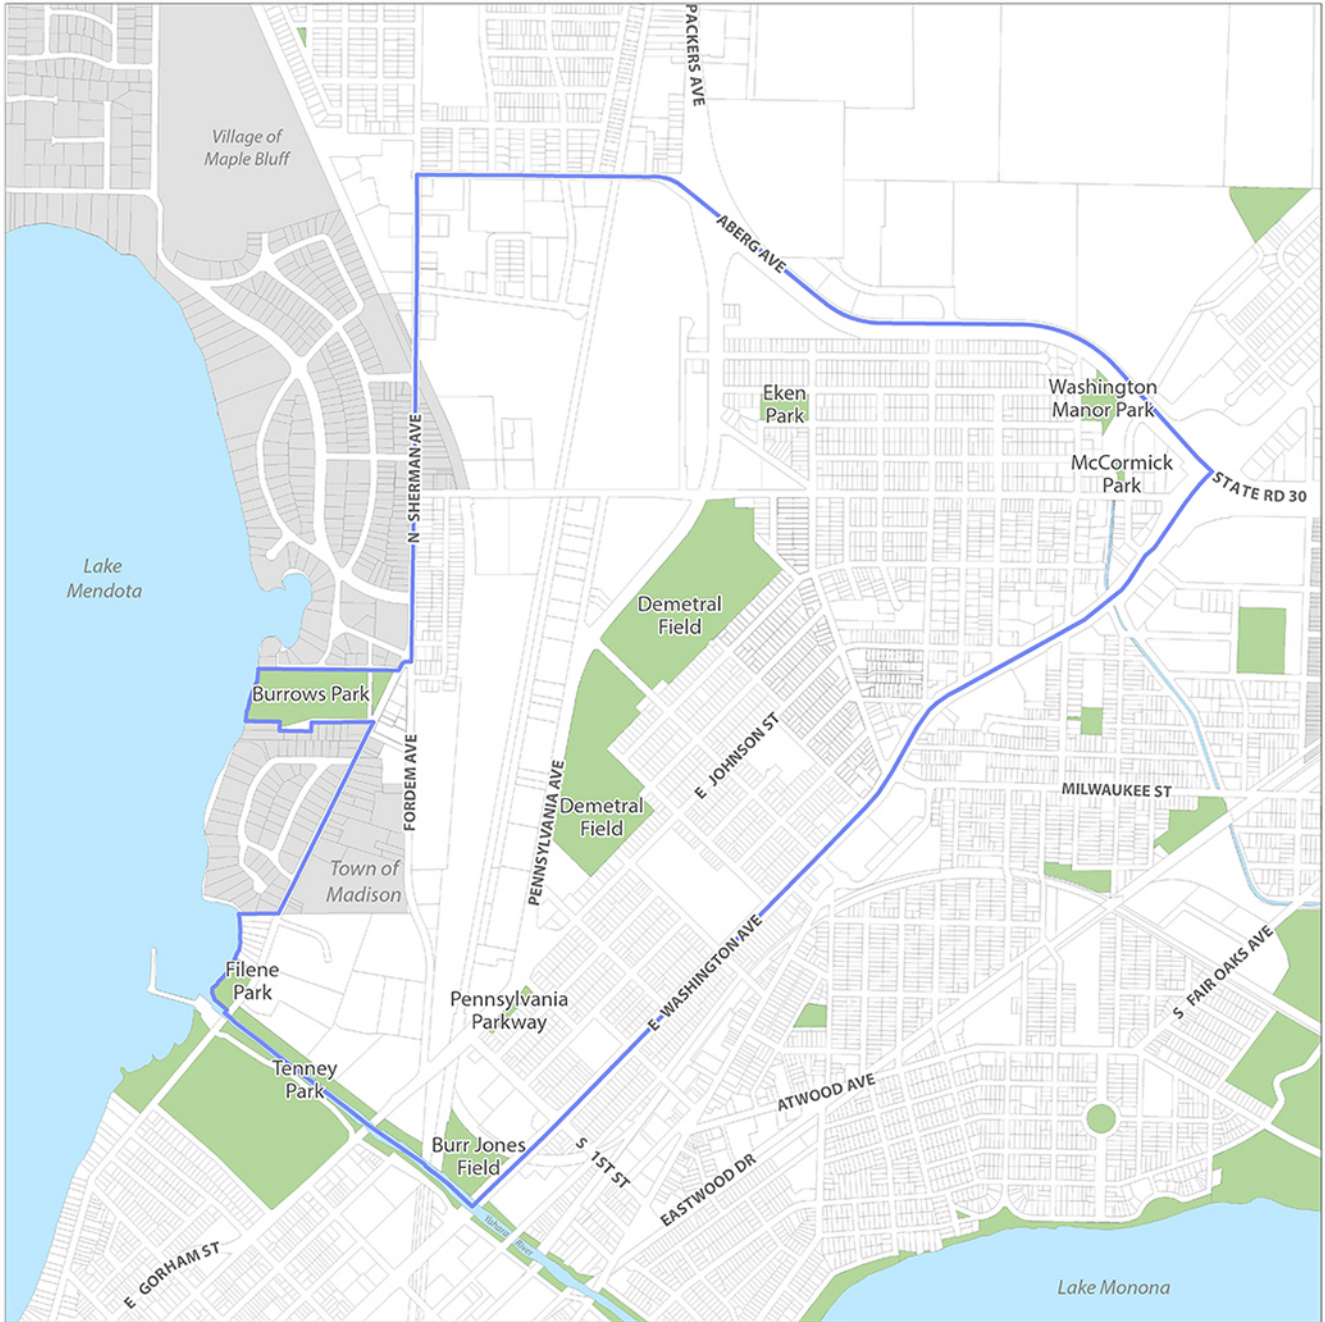 PACKERS AVE
Village of
Maple Bluff
ABERG AVE
Eken
Park
Washington
Manor Park
McCormick
Park
STATE RD 30
N SHERMAN AVE
Lake
Mendota
Demetral
Field
Burrows Park
E JOHNSON ST
FORDEM AVE
PENNSYLVANIA AVE
MILWAUKEE ST
Demetral
Field
Town of
Madison
E WASHINGTON AVE
S FAIR OAKS AVE
Filene
Park
Pennsylvania
Parkway
Tenney
Park
ATWOOD AVE
Burr Jones
Field
S 1ST ST
EASTWOOD DR
Yahara River
E GORHAM ST
Lake Monona